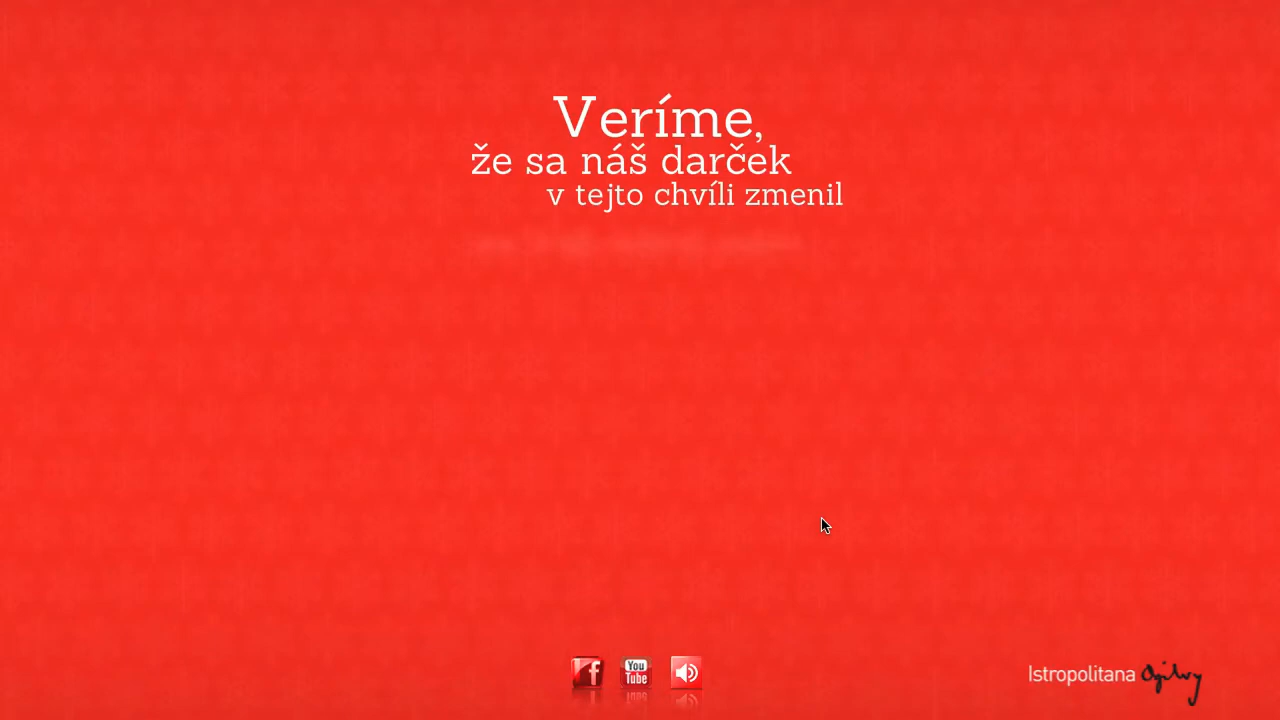 Veríme,
že sa náš darček
v tejto chvíli zmenil
f
You
Tube
Istropolitana Ogilvy